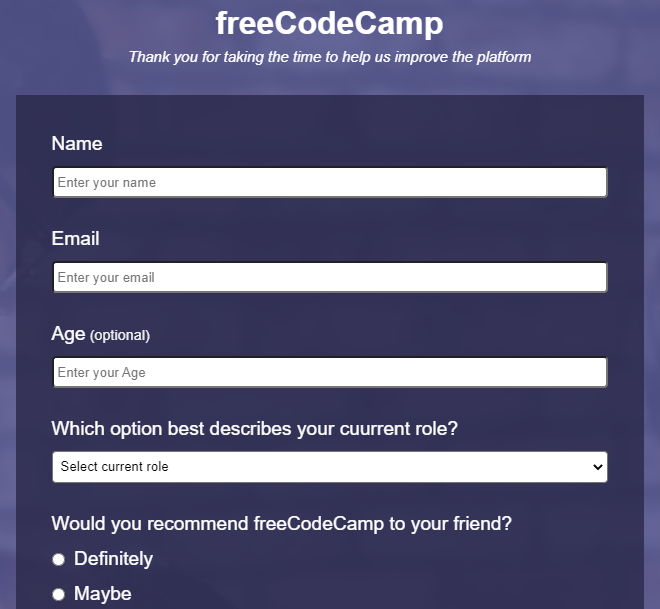 freeCodeCamp
Thank you for taking the time to help us improve the platform
Name
Enter your name
Email
Enter your email
Age (optional)
Enter your Age
Which option best describes your cuurrent role?
Select current role
Would you recommend freeCodeCamp to your friend?
Definitely
Maybe